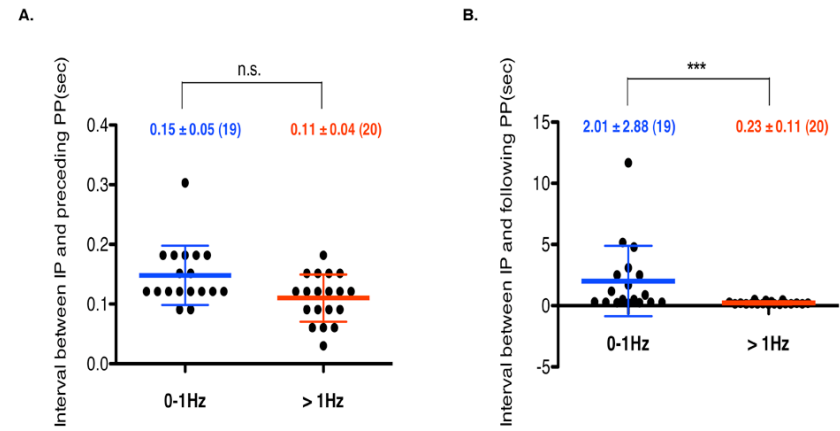 A.
n.s.
0.15 ± 0.05 (19)
0.11 ± 0.04 (20)
Interval between IP and preceding PP(sec)
0.4
0.3
0.2
0.1
0.0
0-1Hz
> 1Hz
B.
***
2.01 ± 2.88 (19)
0.23 ± 0.11 (20)
Interval between IP and following PP(sec)
15
10
5
0
-5
0-1Hz
> 1Hz